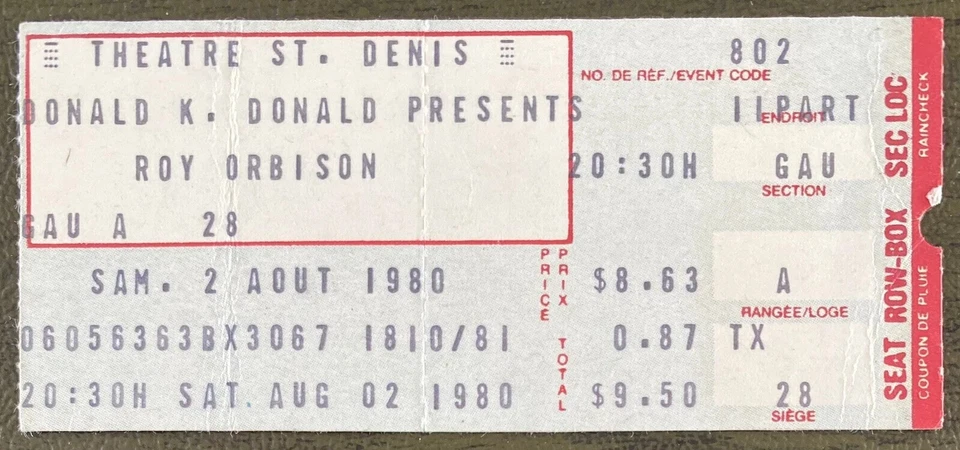 THEATRE ST. DENIS
802
NO. DE RÉF./EVENT CODE
DONALD K. DONALD PRESENTS
IIPART
ENDROIT
ROY ORBISON
20:30H
GAU
SECTION
GAU A 28
SAM. 2 AOUT 1980
$8.63
A
RANGÉE/LOGE
06056363BX3067 1810/81
0.87 TX
20:30H SAT. AUG 02 1980
$9.50
28
SIÈGE
PRICE
PRIX TOTAL
SEAT ROW-BOX SEC LOC
COUPON DE PLUIE RAINCHECK